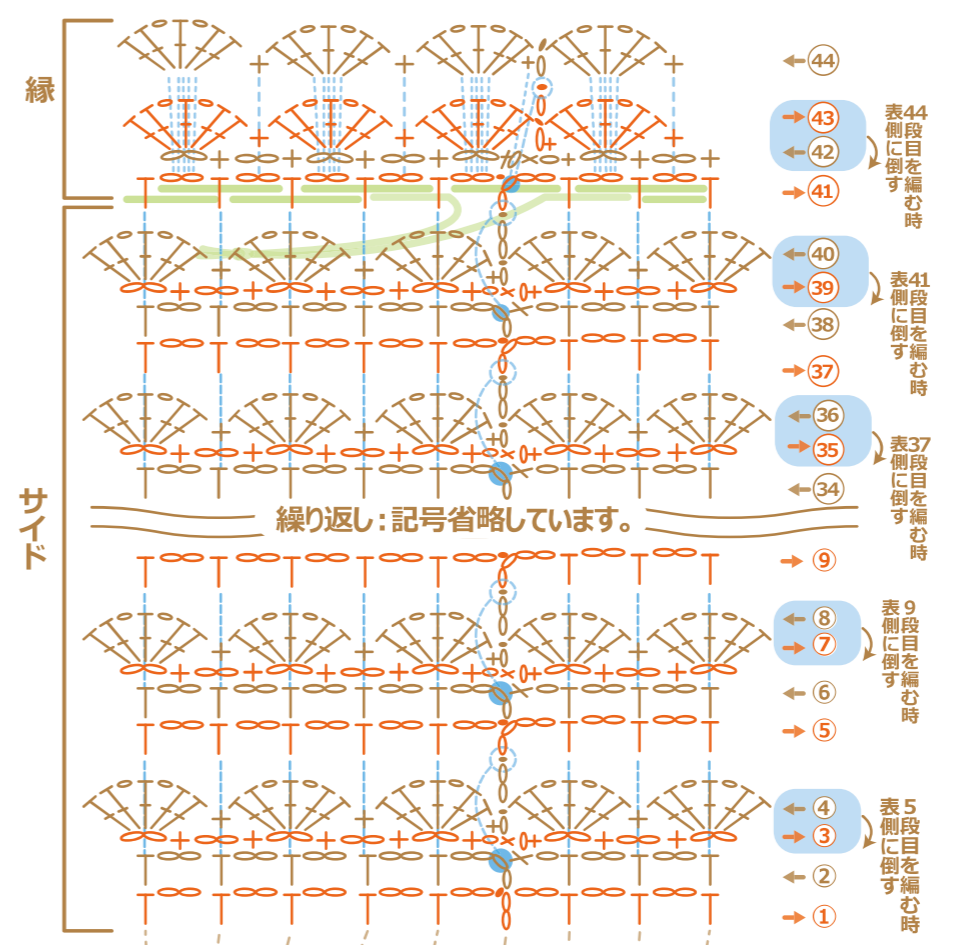 縁
㊹
㊸
㊷
㊶
44段目を編む時
表側に倒す
㊵
㊴
㊳
㊲
41段目を編む時
表側に倒す
㊱
㉟
㉞
37段目を編む時
表側に倒す
サイド
繰り返し:記号省略しています。
⑨
⑧
⑦
⑥
⑤
9段目を編む時
表側に倒す
④
③
②
①
5段目を編む時
表側に倒す